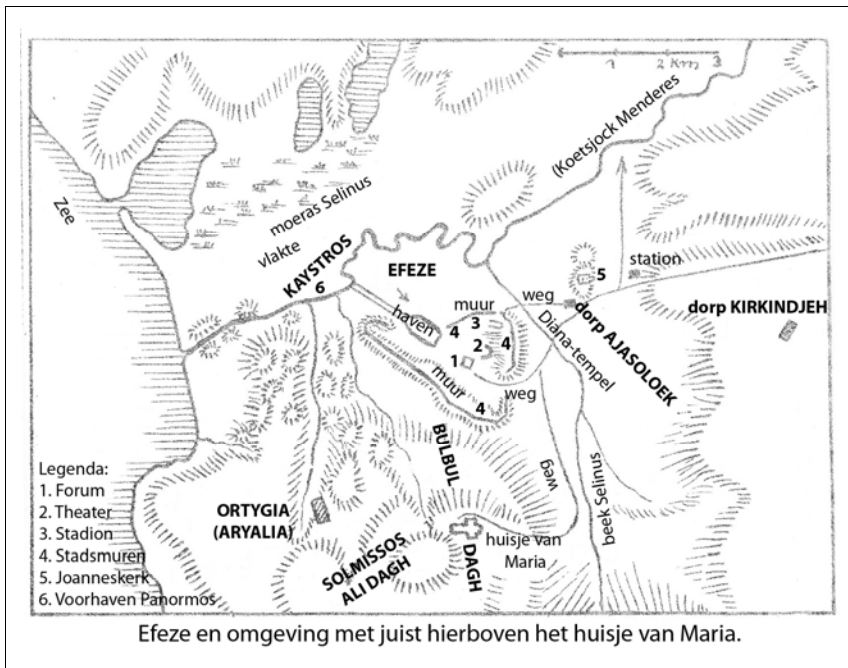 1 2 KM 3
(Koetsjock Menderes
Zee
moeras Selinus
vlakte
KAYSTROS
6
EFEZE
haven
muur
4 3
2
4
1
weg
5
station
dorp AJASOLOEK
Diana-tempel
dorp KIRKINDJEH
muur
4
weg
BULBUL
weg
beek Selinus
ORTYGIA
(ARYALIA)
SOLMISSOS
ALI DAGH
DAGH
huisje van
Maria
Legenda:
1. Forum
2. Theater
3. Stadion
4. Stadsmuren
5. Joanneskerk
6. Voorhaven Panormos
Efeze en omgeving met juist hierboven het huisje van Maria.